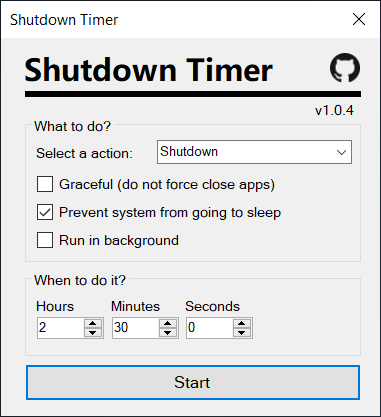 Shutdown Timer
Shutdown Timer
v1.0.4
What to do?
Select a action: Shutdown
Graceful (do not force close apps)
Prevent system from going to sleep
Run in background
When to do it?
Hours Minutes Seconds
2 30 0
Start